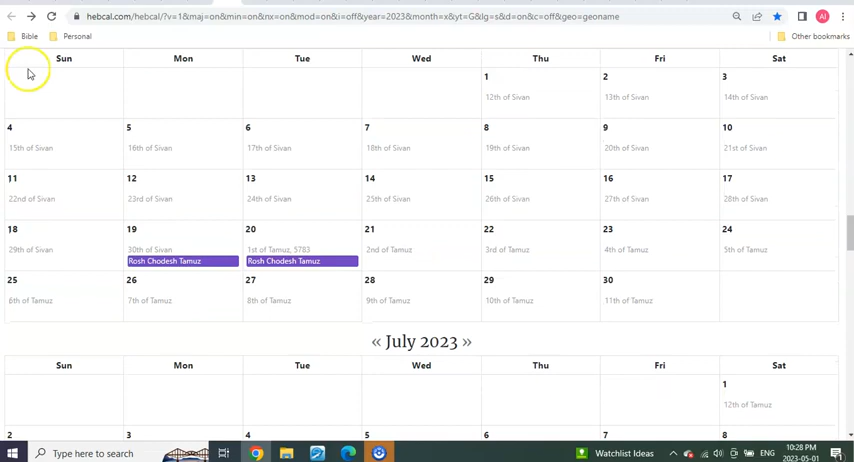 hebcal.com/hebcal/?v=1&maj=on&min=on&nx=on&mod=on&i=off&year=2023&month=x&yt=G&lg=s&d=on&c=off&geo=geoname
AI
Bible Personal Other bookmarks
Sun Mon Tue Wed Thu Fri Sat
1 2 3
12th of Sivan 13th of Sivan 14th of Sivan
4 5 6 7 8 9 10
15th of Sivan 16th of Sivan 17th of Sivan 18th of Sivan 19th of Sivan 20th of Sivan 21st of Sivan
11 12 13 14 15 16 17
22nd of Sivan 23rd of Sivan 24th of Sivan 25th of Sivan 26th of Sivan 27th of Sivan 28th of Sivan
18 19 20 21 22 23 24
29th of Sivan 30th of Sivan 1st of Tamuz, 5783 2nd of Tamuz 3rd of Tamuz 4th of Tamuz 5th of Tamuz
Rosh Chodesh Tamuz Rosh Chodesh Tamuz
25 26 27 28 29 30
6th of Tamuz 7th of Tamuz 8th of Tamuz 9th of Tamuz 10th of Tamuz 11th of Tamuz
« July 2023 »
Sun Mon Tue Wed Thu Fri Sat
1
12th of Tamuz
2 3 4 5 6 7 8
Type here to search Watchlist Ideas ENG 10:28 PM
2023-05-01